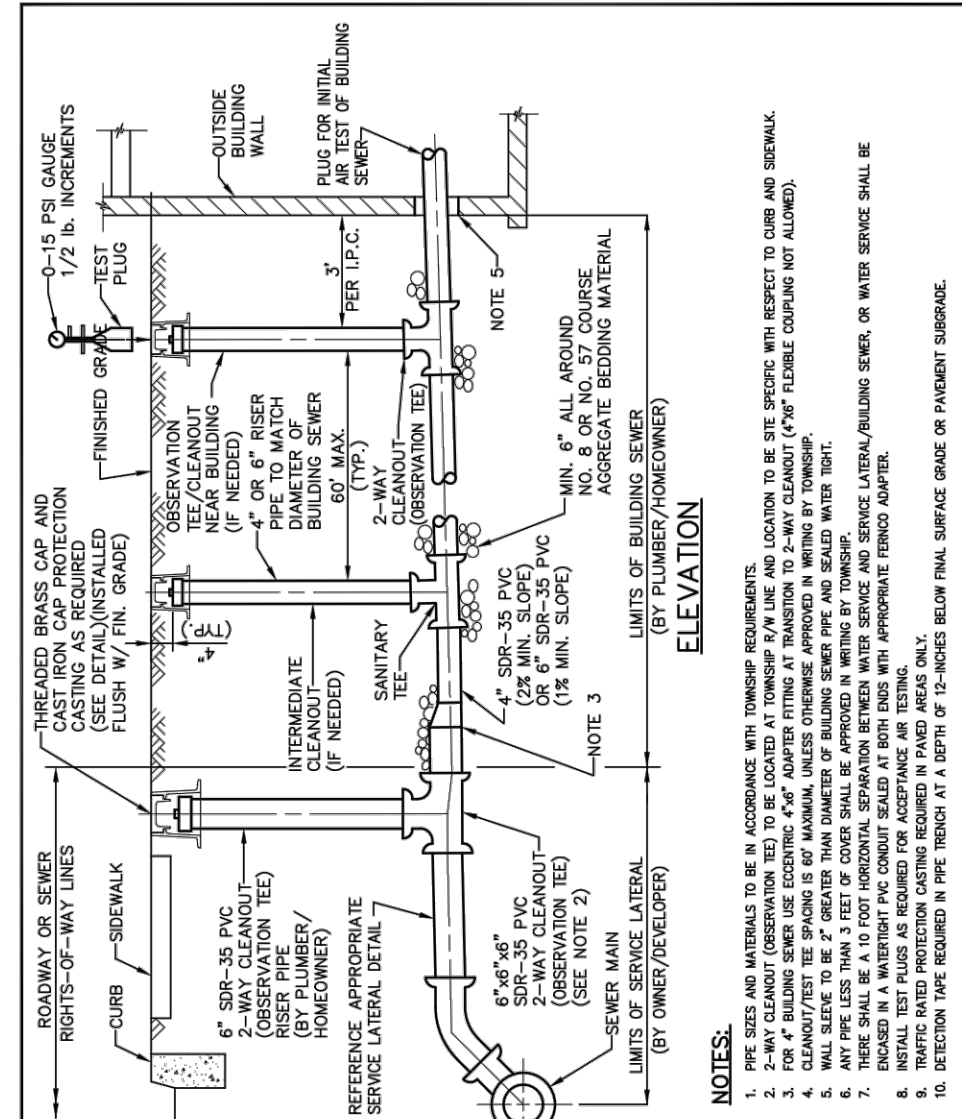 0-15 PSI GAUGE
1/2 lb. INCREMENTS
TEST
PLUG
FINISHED GRADE
OUTSIDE
BUILDING
WALL
PLUG FOR INITIAL
AIR TEST OF BUILDING
SEWER
3'
PER I.P.C.
NOTE 5
OBSERVATION
TEE/CLEANOUT
NEAR BUILDING
(IF NEEDED)
4" OR 6" RISER
PIPE TO MATCH
DIAMETER OF
BUILDING SEWER
60' MAX.
(TYP.)
2-WAY
CLEANOUT
(OBSERVATION TEE)
MIN. 6" ALL AROUND
NO. 8 OR NO. 57 COURSE
AGGREGATE BEDDING MATERIAL
THREADED BRASS CAP AND
CAST IRON CAP PROTECTION
CASTING AS REQUIRED
(SEE DETAIL)(INSTALLED
FLUSH W/ FIN. GRADE)
4"
(TYP.)
INTERMEDIATE
CLEANOUT
(IF NEEDED)
SANITARY
TEE
4" SDR-35 PVC
(2% MIN. SLOPE)
OR 6" SDR-35 PVC
(1% MIN. SLOPE)
NOTE 3
LIMITS OF BUILDING SEWER
(BY PLUMBER/HOMEOWNER)
ELEVATION
ROADWAY OR SEWER
RIGHTS-OF-WAY LINES
CURB
SIDEWALK
6" SDR-35 PVC
2-WAY CLEANOUT
(OBSERVATION TEE)
RISER PIPE
(BY PLUMBER/
HOMEOWNER)
REFERENCE APPROPRIATE
SERVICE LATERAL DETAIL
6"x6"x6"
SDR-35 PVC
2-WAY CLEANOUT
(OBSERVATION TEE)
(SEE NOTE 2)
SEWER MAIN
LIMITS OF SERVICE LATERAL
(BY OWNER/DEVELOPER)
NOTES:
1. PIPE SIZES AND MATERIALS TO BE IN ACCORDANCE WITH TOWNSHIP REQUIREMENTS.
2. 2-WAY CLEANOUT (OBSERVATION TEE) TO BE LOCATED AT TOWNSHIP R/W LINE AND LOCATION TO BE SITE SPECIFIC WITH RESPECT TO CURB AND SIDEWALK.
3. FOR 4" BUILDING SEWER USE ECCENTRIC 4"x6" ADAPTER FITTING AT TRANSITION TO 2-WAY CLEANOUT (4"x6" FLEXIBLE COUPLING NOT ALLOWED).
4. CLEANOUT/TEST TEE SPACING IS 60' MAXIMUM, UNLESS OTHERWISE APPROVED IN WRITING BY TOWNSHIP.
5. WALL SLEEVE TO BE 2" GREATER THAN DIAMETER OF BUILDING SEWER PIPE AND SEALED WATER TIGHT.
6. ANY PIPE LESS THAN 3 FEET OF COVER SHALL BE APPROVED IN WRITING BY TOWNSHIP.
7. THERE SHALL BE A 10 FOOT HORIZONTAL SEPARATION BETWEEN WATER SERVICE AND SERVICE LATERAL/BUILDING SEWER, OR WATER SERVICE SHALL BE
ENCASED IN A WATERTIGHT PVC CONDUIT SEALED AT BOTH ENDS WITH APPROPRIATE FERNCO ADAPTER.
8. INSTALL TEST PLUGS AS REQUIRED FOR ACCEPTANCE AIR TESTING.
9. TRAFFIC RATED PROTECTION CASTING REQUIRED IN PAVED AREAS ONLY.
10. DETECTION TAPE REQUIRED IN PIPE TRENCH AT A DEPTH OF 12-INCHES BELOW FINAL SURFACE GRADE OR PAVEMENT SUBGRADE.